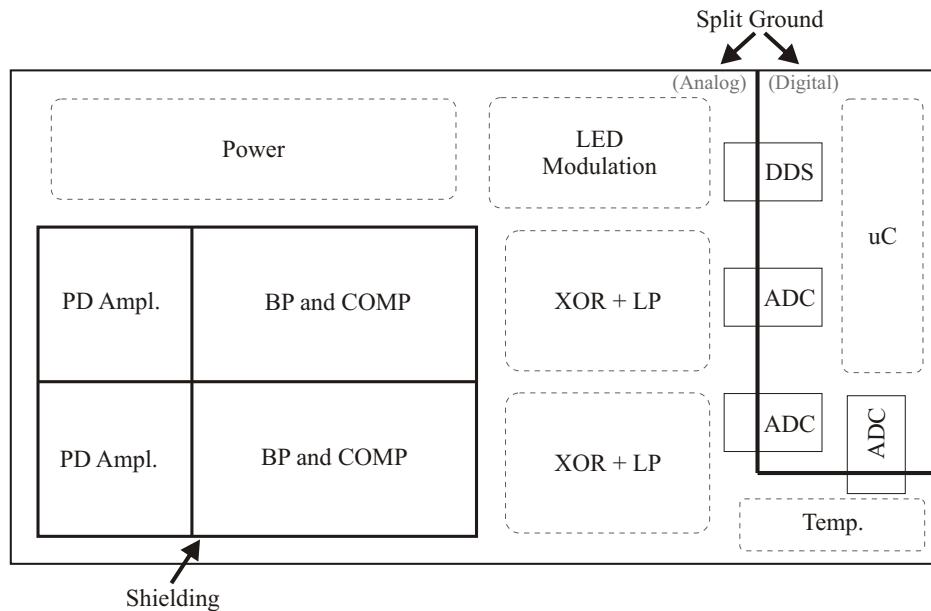 Split Ground
(Analog) (Digital)
Power
LED
Modulation
DDS
uC
PD Ampl.
BP and COMP
XOR + LP
ADC
PD Ampl.
BP and COMP
XOR + LP
ADC
ADC
Temp.
Shielding